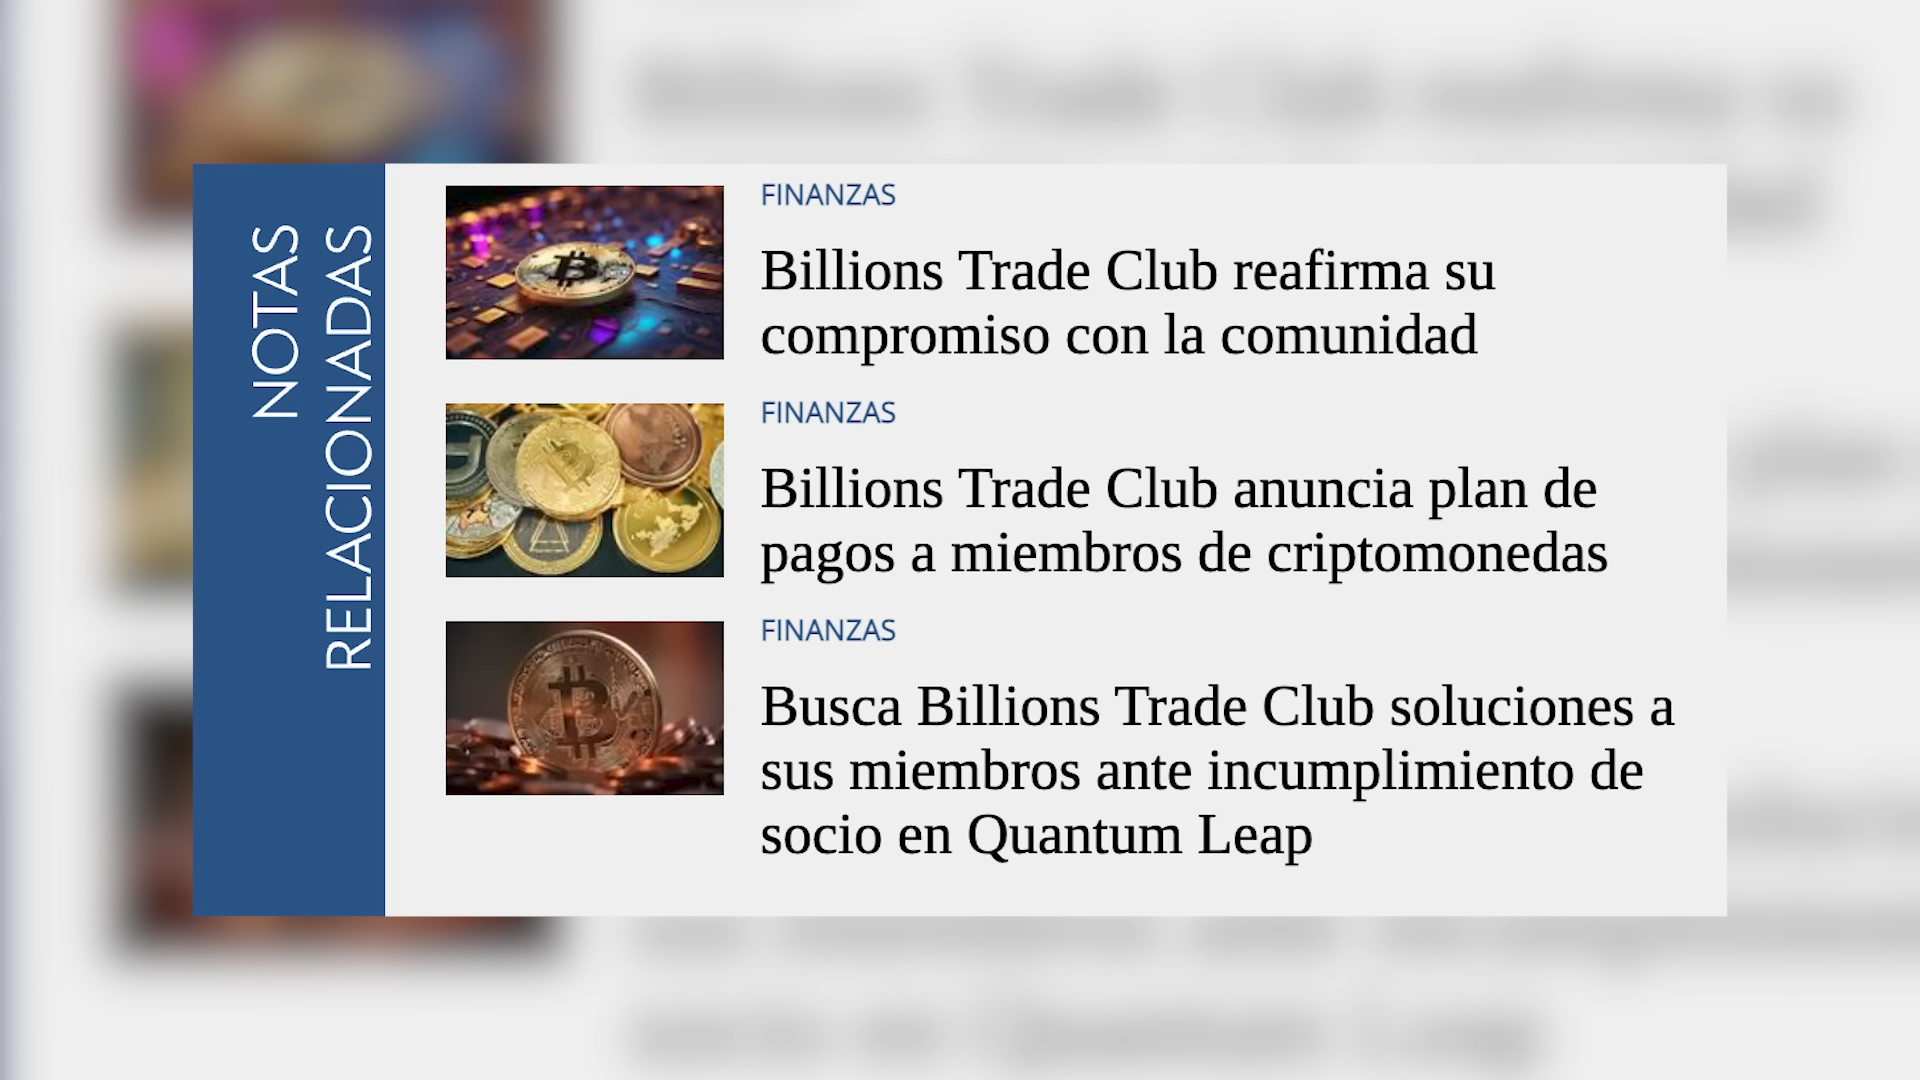 NOTAS
RELACIONADAS
FINANZAS
Billions Trade Club reafirma su
compromiso con la comunidad
FINANZAS
Billions Trade Club anuncia plan de
pagos a miembros de criptomonedas
FINANZAS
Busca Billions Trade Club soluciones a
sus miembros ante incumplimiento de
socio en Quantum Leap